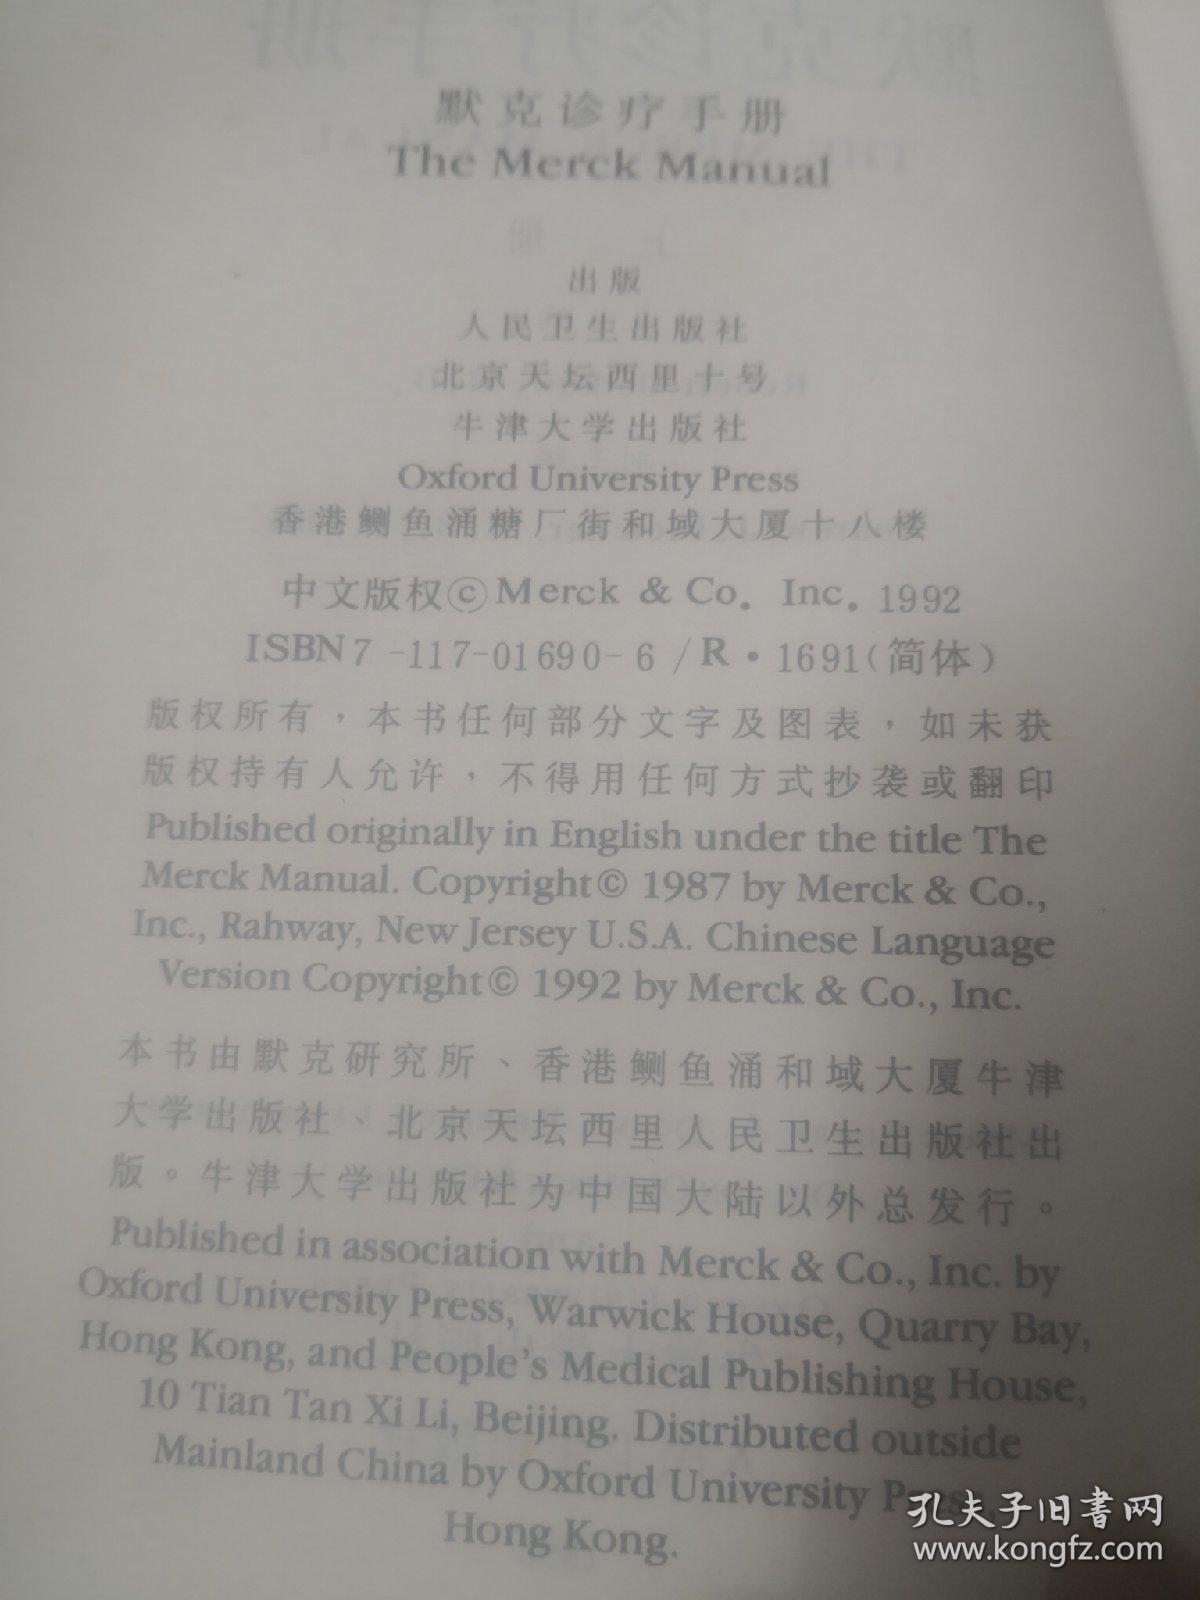 默克诊疗手册
The Merck Manual
出版
人民卫生出版社
北京天坛西里十号
牛津大学出版社
Oxford University Press
香港鲗鱼涌糖厂街和域大厦十八楼
中文版权©Merck & Co. Inc. 1992
ISBN7-117-01690-6/R·1691(简体)
版权所有，本书任何部分文字及图表，如未获
版权持有人允许，不得用任何方式抄袭或翻印
Published originally in English under the title The
Merck Manual. Copyright© 1987 by Merck & Co.,
Inc., Rahway, New Jersey U.S.A. Chinese Language
Version Copyright© 1992 by Merck & Co., Inc.
本书由默克研究所、香港鲗鱼涌和域大厦牛津
大学出版社、北京天坛西里人民卫生出版社出
版。牛津大学出版社为中国大陆以外总发行。
Published in association with Merck & Co., Inc. by
Oxford University Press, Warwick House, Quarry Bay,
Hong Kong, and People's Medical Publishing House,
10 Tian Tan Xi Li, Beijing. Distributed outside
Mainland China by Oxford University Press,
Hong Kong.
孔夫子旧书网
www.kongfz.com